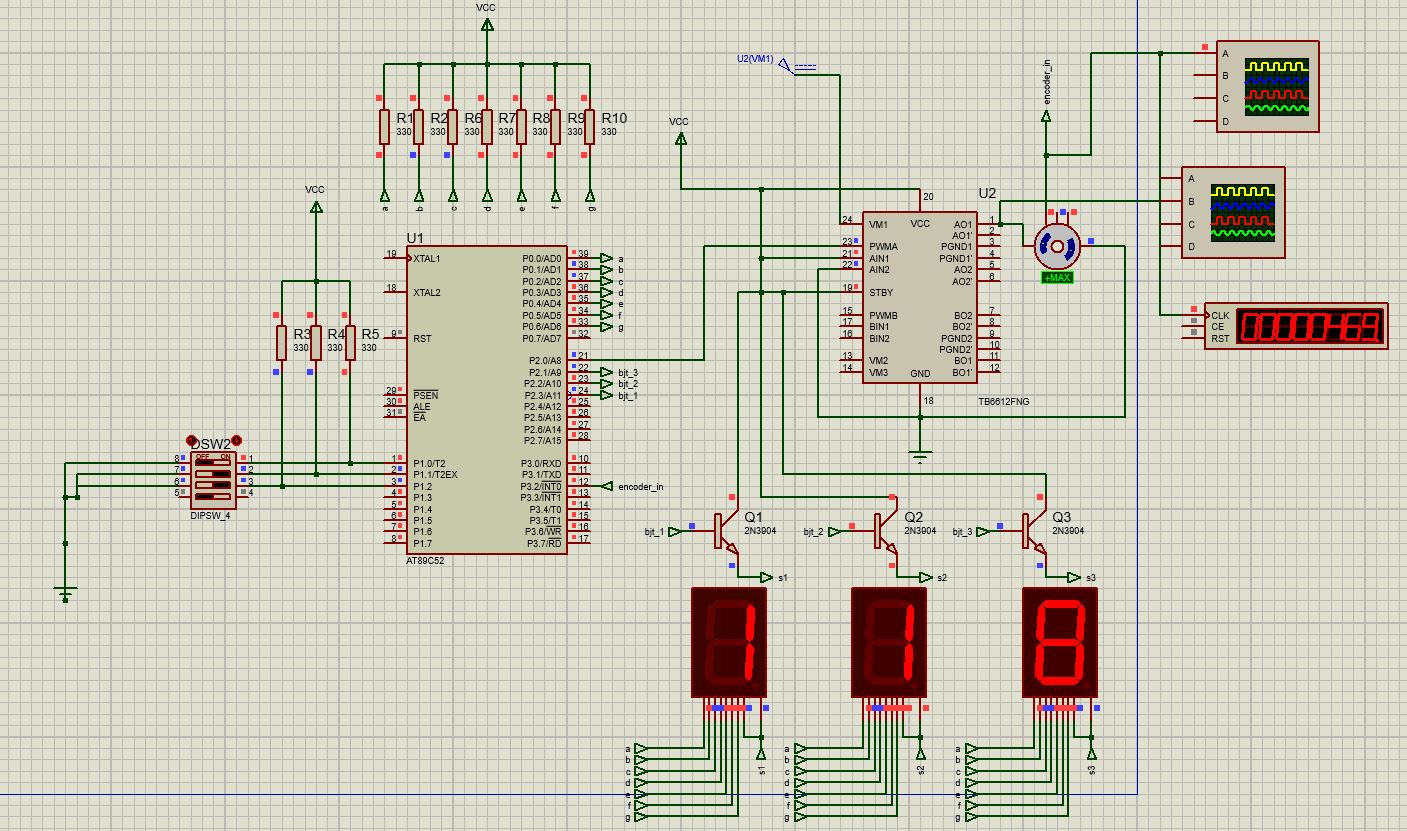 VCC
U2(VM1)
encoder_in
A
B
C
D
R1
330
R2
330
R6
330
R7
330
R8
330
R9
330
R10
330
VCC
A
B
C
D
VCC
a
b
c
d
e
f
g
20
U2
24 VM1 VCC AO1 1
AO1' 2
23 PWMA PGND1 3
21 AIN1 PGND1' 4
22 AIN2 AO2 5
AO2' 6
19 STBY
15 PWMB BO2 7
17 BIN1 BO2' 8
16 BIN2 PGND2 9
PGND2' 10
13 VM2 BO1 11
14 VM3 BO1' 12
GND
18
TB6612FNG
+MAX
CLK
CE
RST
00000469
U1
19 XTAL1 P0.0/AD0 39 a
P0.1/AD1 38 b
P0.2/AD2 37 c
18 XTAL2 P0.3/AD3 36 d
P0.4/AD4 35 e
P0.5/AD5 34 f
P0.6/AD6 33 g
9 RST P0.7/AD7 32
P2.0/A8 21
P2.1/A9 22 bjt_3
P2.2/A10 23 bjt_2
29 PSEN P2.3/A11 24 bjt_1
30 ALE P2.4/A12 25
31 EA P2.5/A13 26
P2.6/A14 27
P2.7/A15 28
1 P1.0/T2 P3.0/RXD 10
2 P1.1/T2EX P3.1/TXD 11
3 P1.2 P3.2/INT0 12 encoder_in
4 P1.3 P3.3/INT1 13
5 P1.4 P3.4/T0 14
6 P1.5 P3.5/T1 15
7 P1.6 P3.6/WR 16
8 P1.7 P3.7/RD 17
AT89C52
R3
330
R4
330
R5
330
DSW2
OFF ON
8 1
7 2
6 3
5 4
DIPSW_4
bjt_1
Q1
2N3904
s1
bjt_2
Q2
2N3904
s2
bjt_3
Q3
2N3904
s3
1
1
8
a
b
c
d
e
f
g
s1
a
b
c
d
e
f
g
s2
a
b
c
d
e
f
g
s3